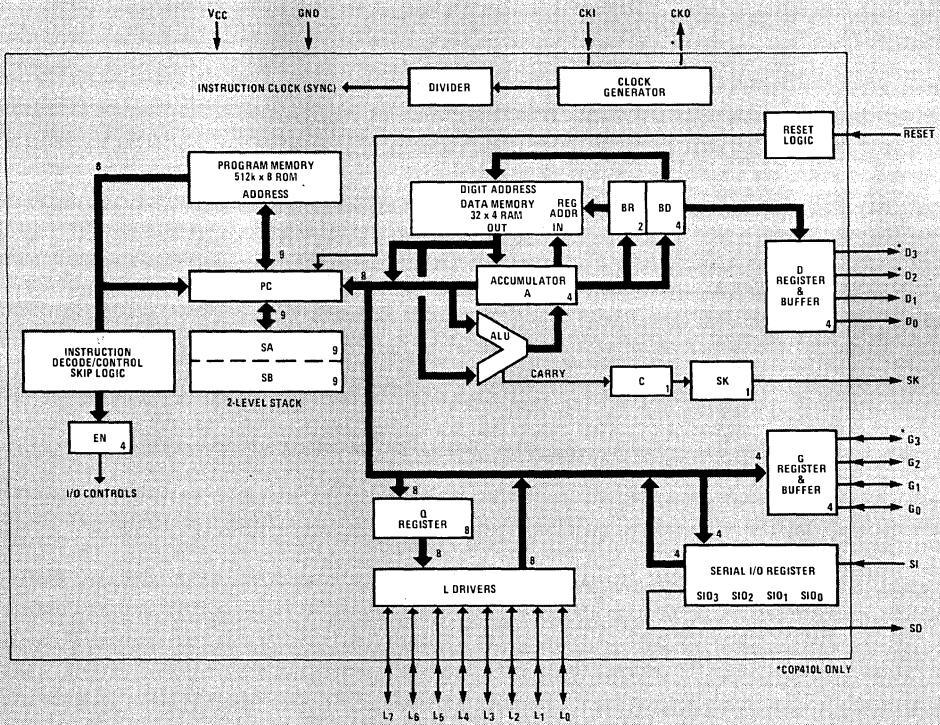 VCC GND CKI CKO
*
INSTRUCTION CLOCK (SYNC)
DIVIDER
CLOCK
GENERATOR
RESET
LOGIC
RESET
8
PROGRAM MEMORY
512k x 8 ROM
ADDRESS
9
DIGIT ADDRESS
DATA MEMORY
32 x 4 RAM
OUT
REG
ADDR
IN
BR
2
BD
4
PC
8
ACCUMULATOR
A
4
D
REGISTER
&
BUFFER
4
*D3
*D2
D1
D0
9
SA
9
SB
9
2-LEVEL STACK
INSTRUCTION
DECODE/CONTROL
SKIP LOGIC
ALU
CARRY
C
1
SK
1
SK
EN
4
I/O CONTROLS
4
G
REGISTER
&
BUFFER
4
*G3
G2
G1
G0
8
Q
REGISTER
8
8
L DRIVERS
8
4
4
SERIAL I/O REGISTER
SIO3 SIO2 SIO1 SIO0
SI
SO
*COP410L ONLY
L7 L6 L5 L4 L3 L2 L1 L0